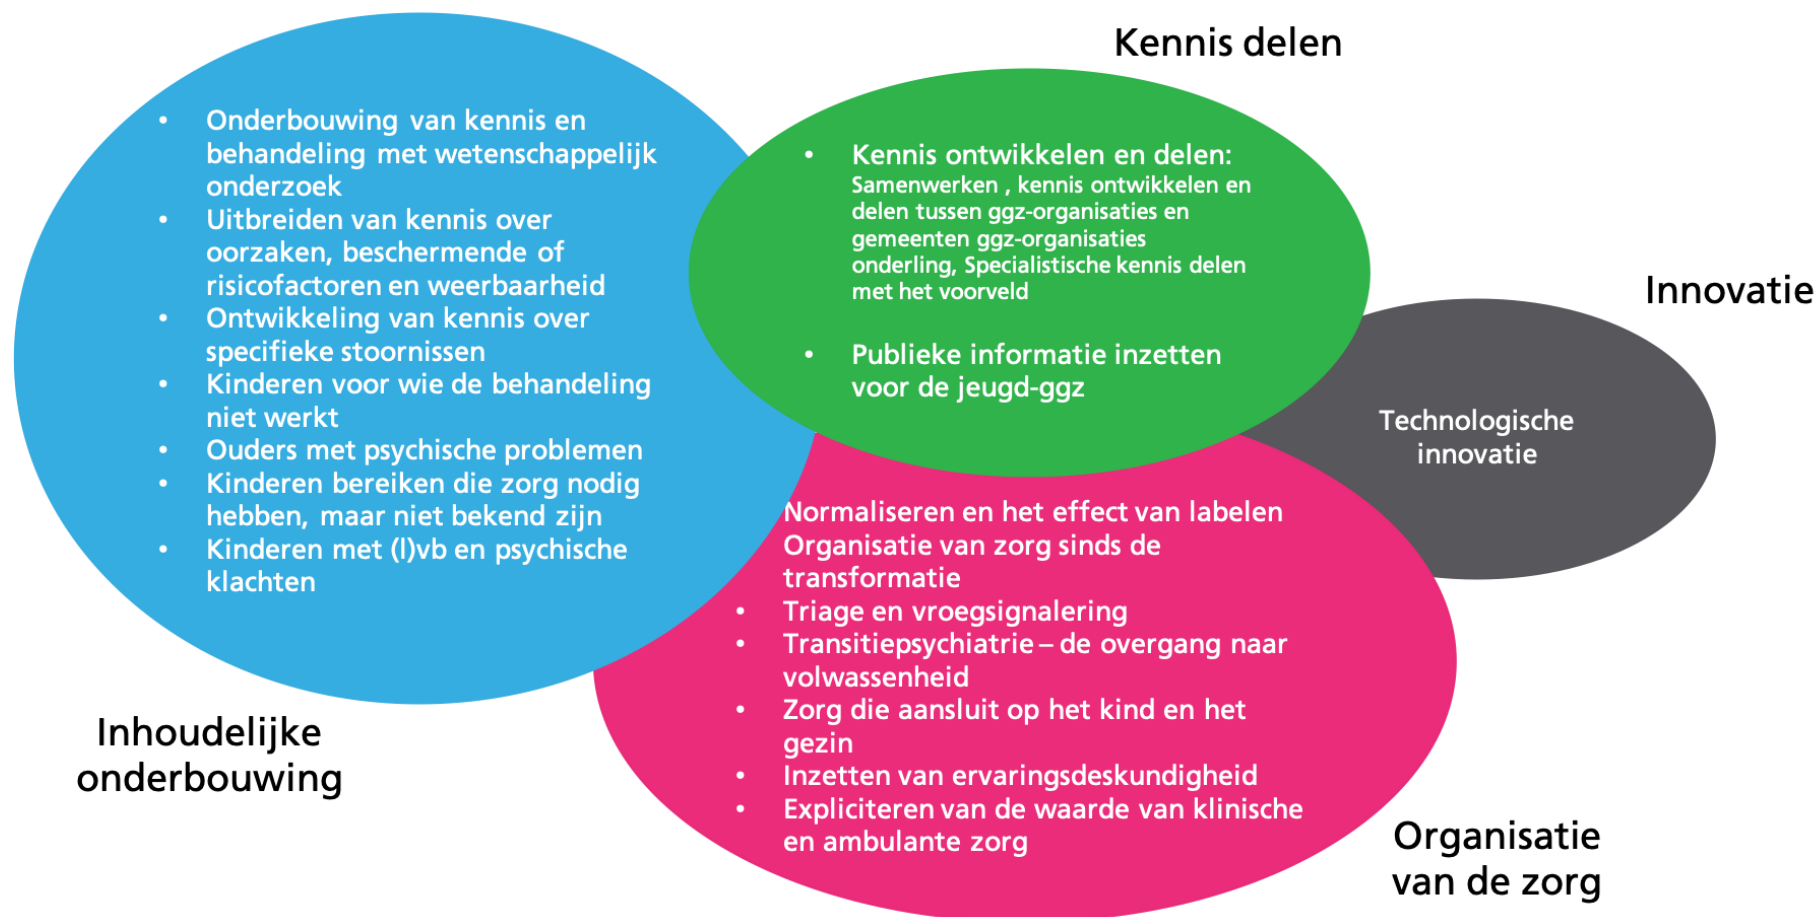 Kennis delen
• Onderbouwing van kennis en
behandeling met wetenschappelijk
onderzoek
• Uitbreiden van kennis over
oorzaken, beschermende of
risicofactoren en weerbaarheid
• Ontwikkeling van kennis over
specifieke stoornissen
• Kinderen voor wie de behandeling
niet werkt
• Ouders met psychische problemen
• Kinderen bereiken die zorg nodig
hebben, maar niet bekend zijn
• Kinderen met (l)vb en psychische
klachten
Inhoudelijke
onderbouwing
• Kennis ontwikkelen en delen:
Samenwerken , kennis ontwikkelen en
delen tussen ggz-organisaties en
gemeenten ggz-organisaties
onderling, Specialistische kennis delen
met het voorveld
• Publieke informatie inzetten
voor de jeugd-ggz
Innovatie
Technologische
innovatie
Normaliseren en het effect van labelen
Organisatie van zorg sinds de
transformatie
• Triage en vroegsignalering
• Transitiepsychiatrie – de overgang naar
volwassenheid
• Zorg die aansluit op het kind en het
gezin
• Inzetten van ervaringsdeskundigheid
• Expliciteren van de waarde van klinische
en ambulante zorg
Organisatie
van de zorg